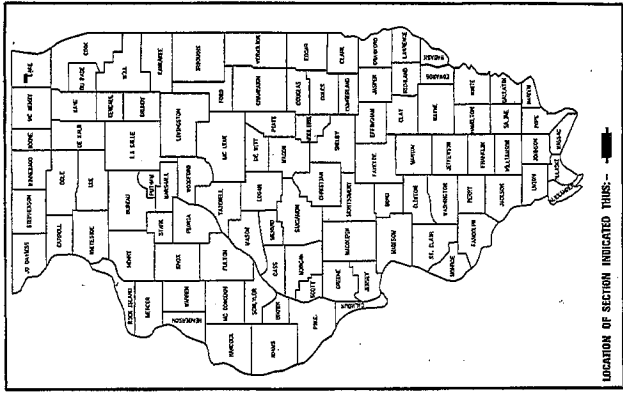 JO DAVIESS
STEPHENSON
WINNEBAGO
BOONE
MC HENRY
LAKE
CARROLL
OGLE
DE KALB
KANE
COOK
DU PAGE
WHITESIDE
LEE
KENDALL
WILL
ROCK ISLAND
HENRY
BUREAU
LA SALLE
GRUNDY
KANKAKEE
MERCER
PUTNAM
STARK
MARSHALL
LIVINGSTON
IROQUOIS
HENDERSON
WARREN
KNOX
PEORIA
WOODFORD
FORD
HANCOCK
MC DONOUGH
FULTON
TAZEWELL
MC LEAN
CHAMPAIGN
VERMILION
SCHUYLER
MASON
LOGAN
DE WITT
PIATT
ADAMS
BROWN
CASS
MENARD
MACON
DOUGLAS
EDGAR
PIKE
SCOTT
MORGAN
SANGAMON
CHRISTIAN
MOULTRIE
COLES
SHELBY
CUMBERLAND
CLARK
CALHOUN
GREENE
JERSEY
MACOUPIN
MONTGOMERY
FAYETTE
EFFINGHAM
JASPER
CRAWFORD
MADISON
BOND
CLAY
RICHLAND
LAWRENCE
CLINTON
MARION
WAYNE
EDWARDS
WABASH
ST. CLAIR
WASHINGTON
JEFFERSON
MONROE
RANDOLPH
PERRY
FRANKLIN
HAMILTON
WHITE
JACKSON
WILLIAMSON
SALINE
GALLATIN
UNION
JOHNSON
POPE
HARDIN
ALEXANDER
PULASKI
MASSAC
LOCATION OF SECTION INDICATED THUS:-